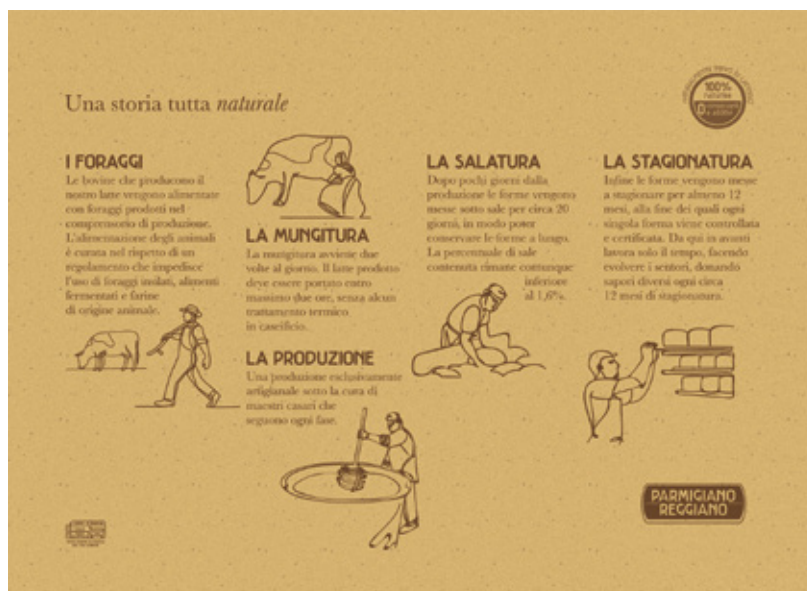 Una storia tutta naturale
100%
naturale
I FORAGGI
Le bovine che producono il
nostro latte vengono alimentate
con foraggi prodotti nel
comprensorio di produzione.
L'alimentazione degli animali
è curata nel rispetto di un
regolamento che impedisce
l'uso di foraggi insilati, alimenti
fermentati e farine
di origine animale.
LA MUNGITURA
La mungitura avviene due
volte al giorno. Il latte prodotto
deve essere portato entro
massimo due ore, senza alcun
trattamento termico
in caseificio.
LA PRODUZIONE
Una produzione esclusivamente
artigianale sotto la cura di
maestri casari che
seguono ogni fase.
LA SALATURA
Dopo pochi giorni dalla
produzione le forme vengono
messe sotto sale per circa 20
giorni, in modo poter
conservare le forme a lungo.
La percentuale di sale
contenuta rimane comunque
inferiore
al 1,6%.
LA STAGIONATURA
Infine le forme vengono messe
a stagionare per almeno 12
mesi, alla fine dei quali ogni
singola forma viene controllata
e certificata. Da qui in avanti
lavora solo il tempo, facendo
evolvere i sentori, donando
sapori diversi ogni circa
12 mesi di stagionatura.
PARMIGIANO
REGGIANO